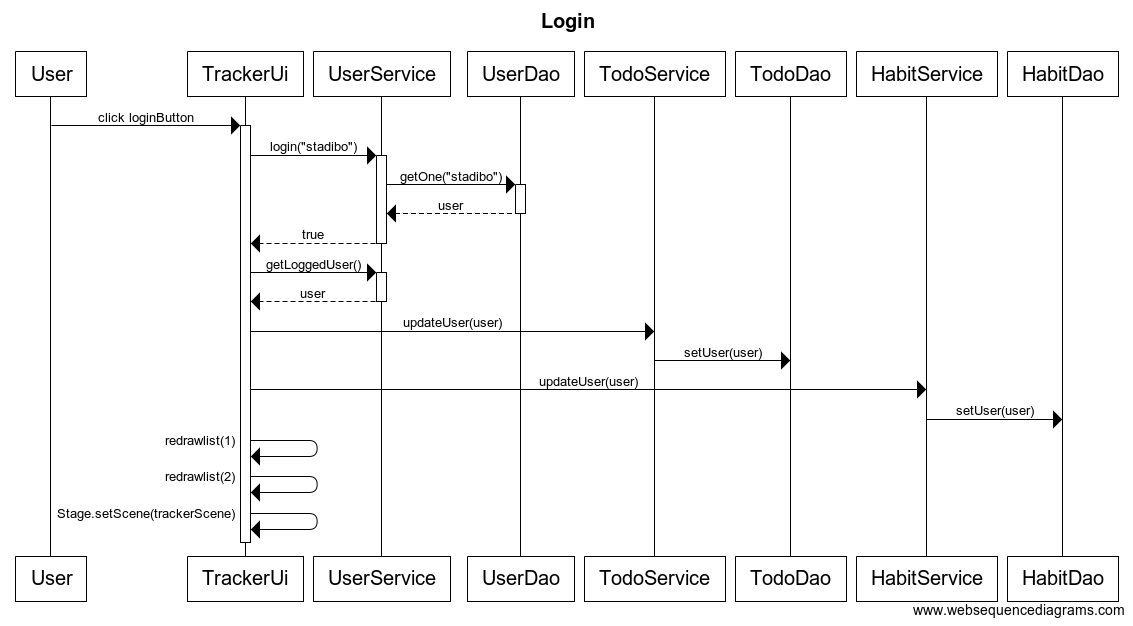 Login
User TrackerUi UserService UserDao TodoService TodoDao HabitService HabitDao
click loginButton
login("stadibo")
getOne("stadibo")
user
true
getLoggedUser()
user
updateUser(user)
setUser(user)
updateUser(user)
setUser(user)
redrawlist(1)
redrawlist(2)
Stage.setScene(trackerScene)
User TrackerUi UserService UserDao TodoService TodoDao HabitService HabitDao
www.websequencediagrams.com